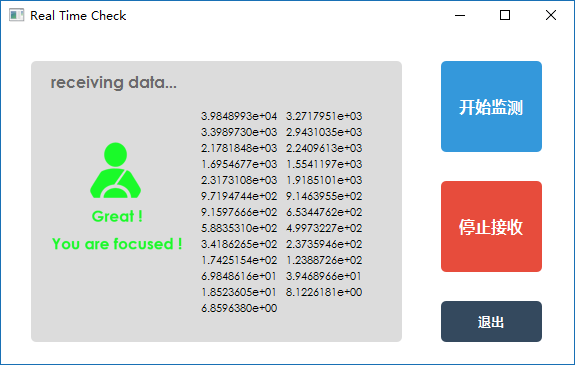 Real Time Check
receiving data...
3.9848993e+04 3.2717951e+03
3.3989730e+03 2.9431035e+03
2.1781848e+03 2.2409613e+03
1.6954677e+03 1.5541197e+03
2.3173108e+03 1.9185101e+03
9.7194744e+02 9.1463955e+02
9.1597666e+02 6.5344762e+02
5.8835310e+02 4.9973227e+02
3.4186265e+02 2.3735946e+02
1.7425154e+02 1.2388726e+02
6.9848616e+01 3.9468966e+01
1.8523605e+01 8.1226181e+00
6.8596380e+00
Great !
You are focused !
开始监测
停止接收
退出